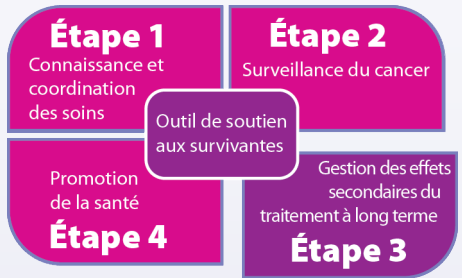 Étape 1
Connaissance et
coordination
des soins
Étape 2
Surveillance du cancer
Outil de soutien
aux survivantes
Promotion
de la santé
Étape 4
Gestion des effets
secondaires du
traitement à long terme
Étape 3